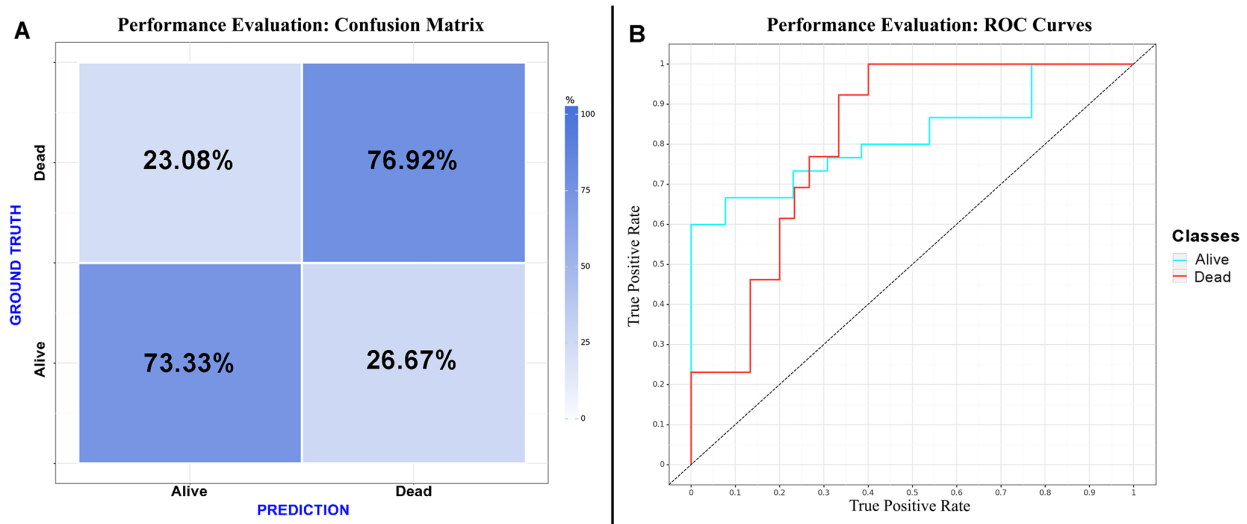 A
Performance Evaluation: Confusion Matrix
GROUND TRUTH
Dead
Alive
23.08%
76.92%
73.33%
26.67%
Alive
Dead
PREDICTION
%
100
75
50
25
0
B
Performance Evaluation: ROC Curves
True Positive Rate
1
0.9
0.8
0.7
0.6
0.5
0.4
0.3
0.2
0.1
0
0
0.1
0.2
0.3
0.4
0.5
0.6
0.7
0.8
0.9
1
True Positive Rate
Classes
Alive
Dead